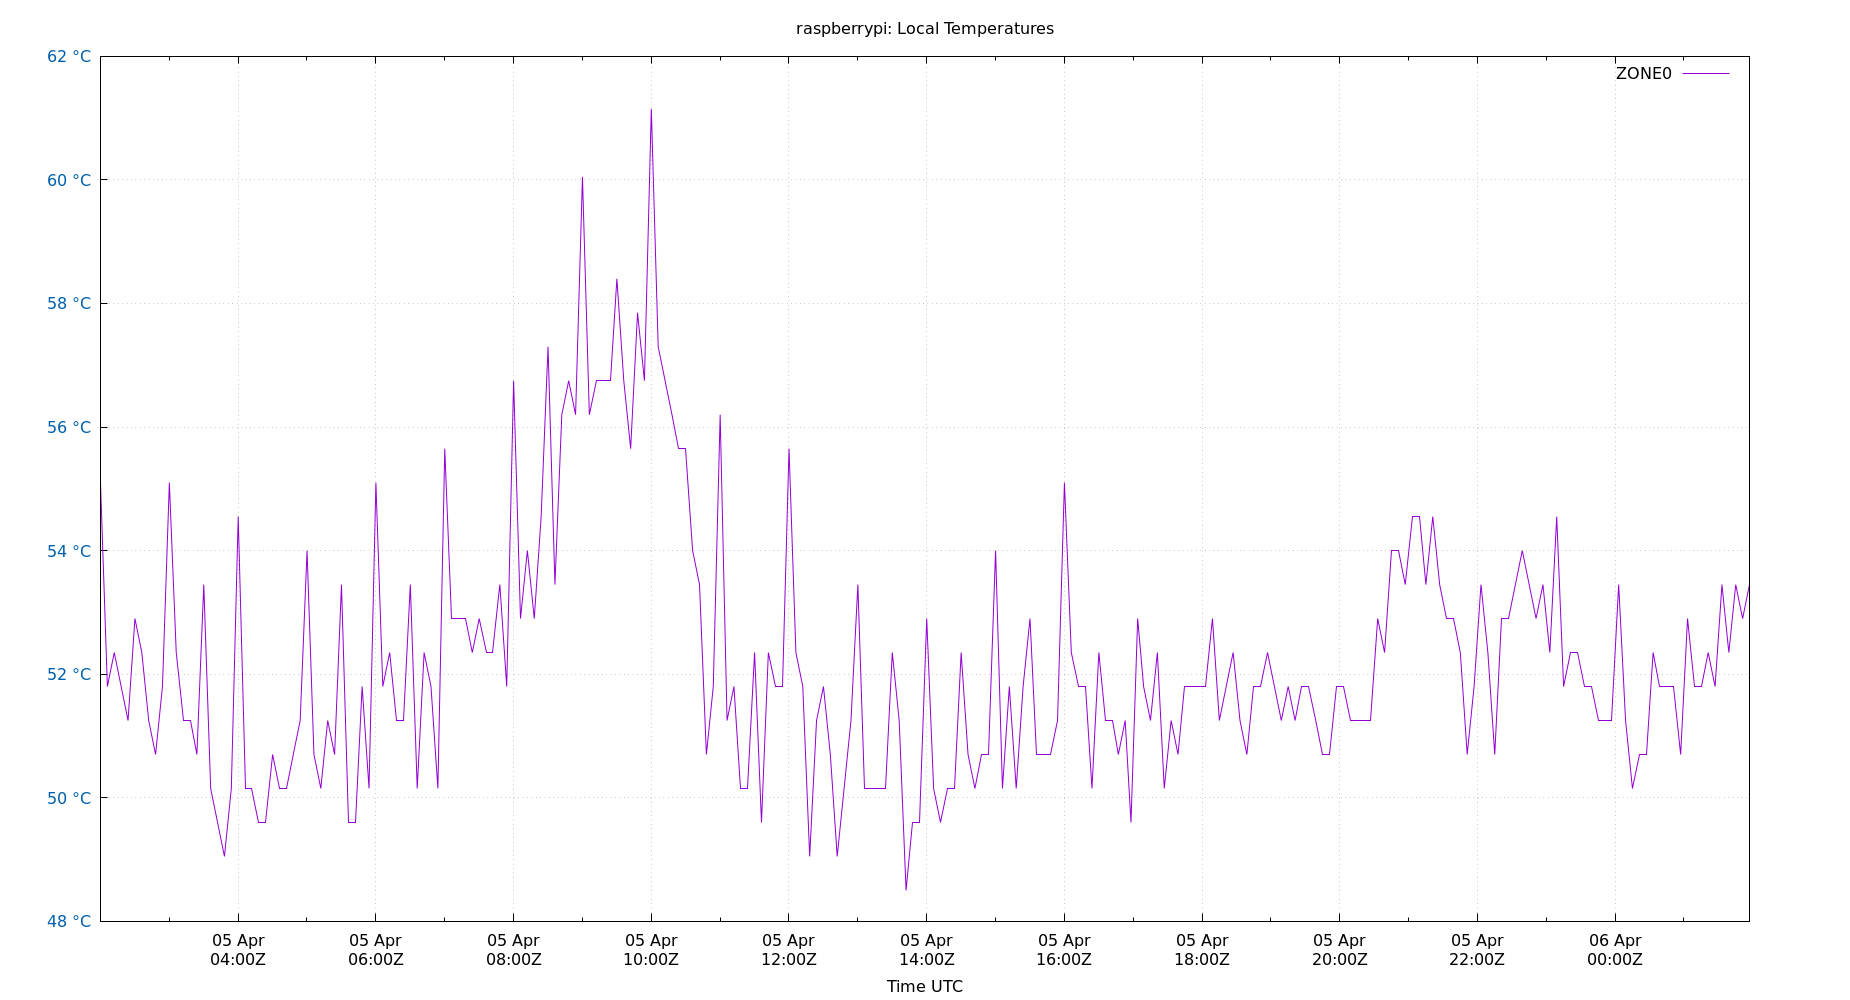 raspberrypi: Local Temperatures
62 °C
ZONE0
60 °C
58 °C
56 °C
54 °C
52 °C
50 °C
48 °C
05 Apr 05 Apr 05 Apr 05 Apr 05 Apr 05 Apr 05 Apr 05 Apr 05 Apr 05 Apr 06 Apr
04:00Z 06:00Z 08:00Z 10:00Z 12:00Z 14:00Z 16:00Z 18:00Z 20:00Z 22:00Z 00:00Z
Time UTC